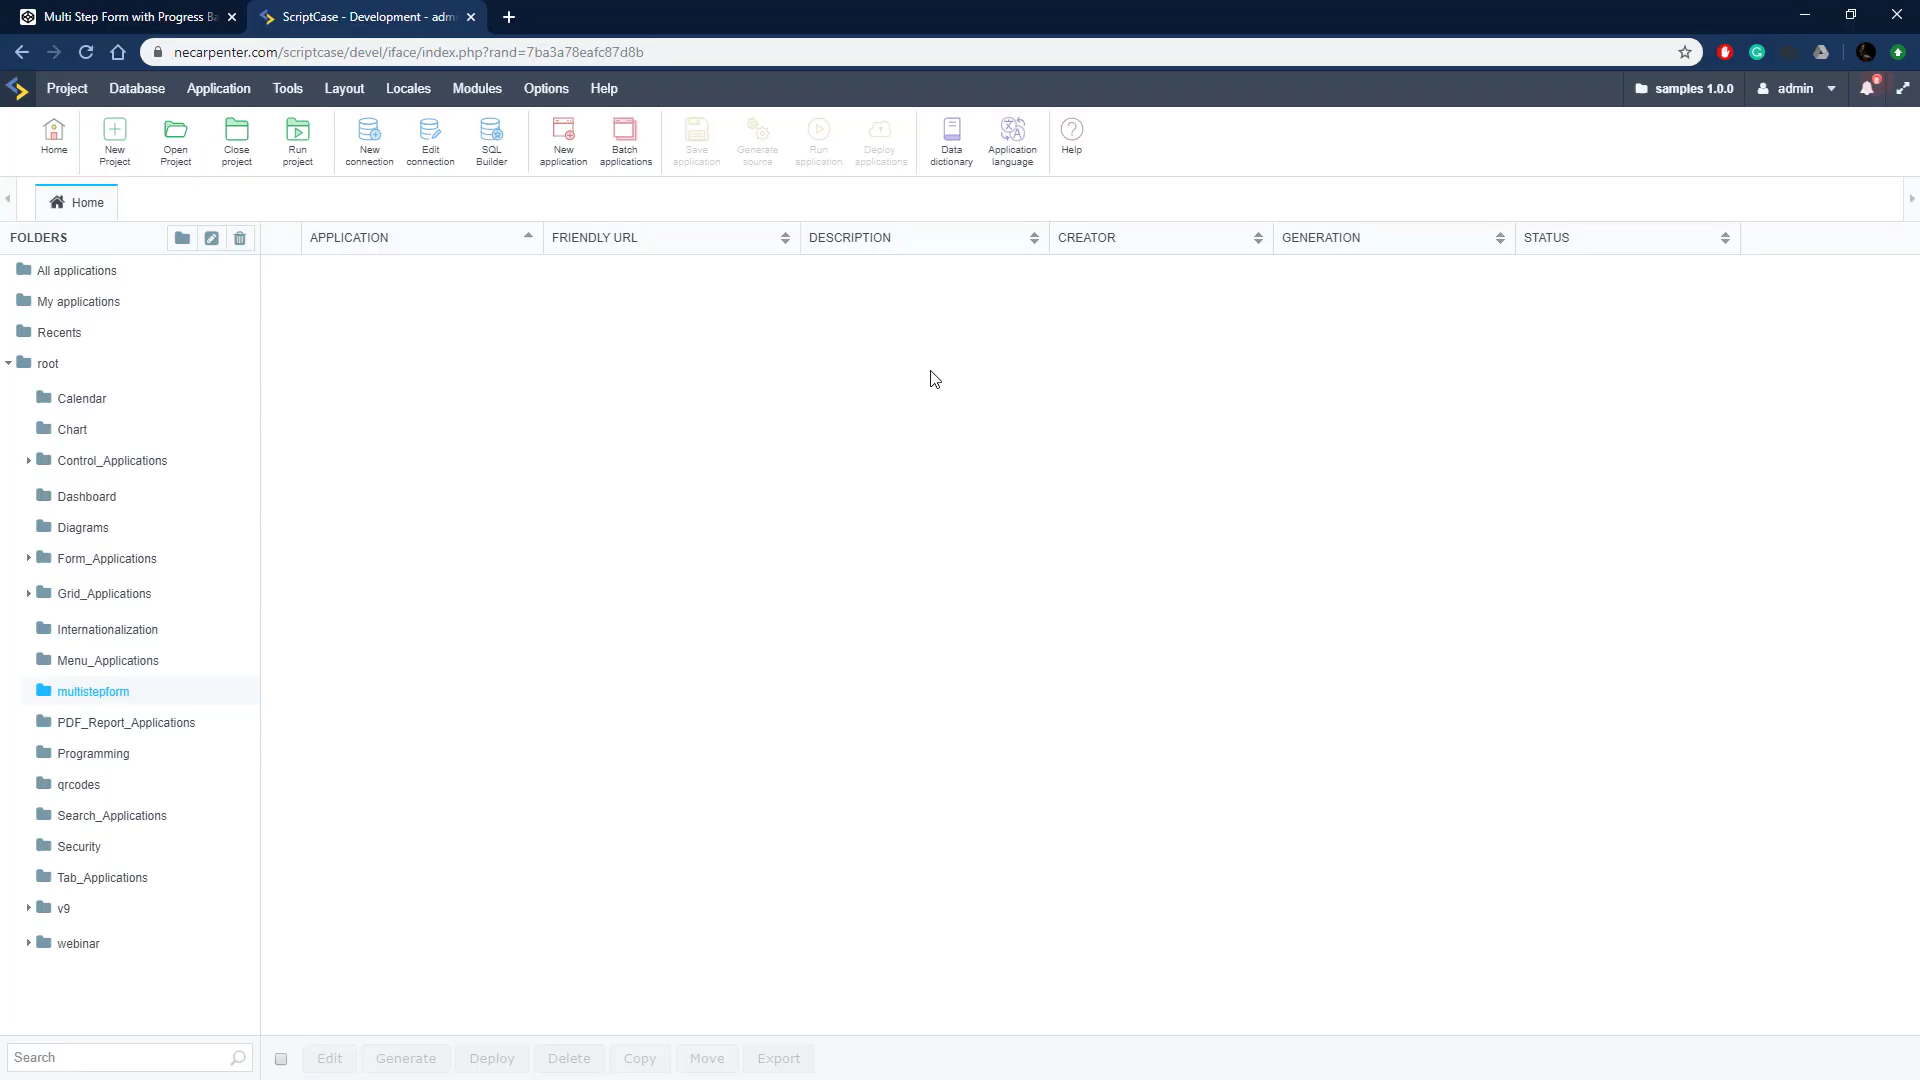 Multi Step Form with Progress Ba
ScriptCase - Development - adm
necarpenter.com/scriptcase/devel/iface/index.php?rand=7ba3a78eafc87d8b
Project
Database
Application
Tools
Layout
Locales
Modules
Options
Help
samples 1.0.0
admin
Home
New
Project
Open
Project
Close
project
Run
project
New
connection
Edit
connection
SQL
Builder
New
application
Batch
applications
Save
application
Generate
source
Run
application
Deploy
applications
Data
dictionary
Application
language
Help
Home
FOLDERS
APPLICATION
FRIENDLY URL
DESCRIPTION
CREATOR
GENERATION
STATUS
All applications
My applications
Recents
root
Calendar
Chart
Control_Applications
Dashboard
Diagrams
Form_Applications
Grid_Applications
Internationalization
Menu_Applications
multistepform
PDF_Report_Applications
Programming
qrcodes
Search_Applications
Security
Tab_Applications
v9
webinar
Search
Edit
Generate
Deploy
Delete
Copy
Move
Export